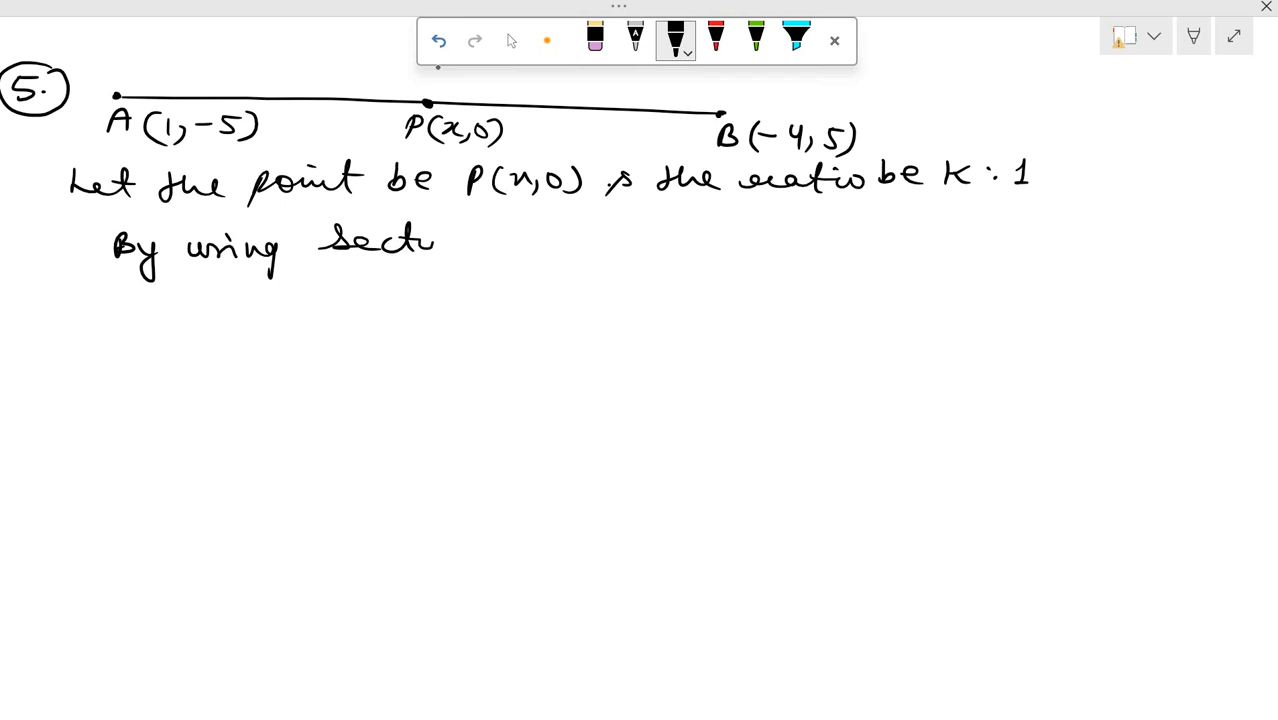 5.
A (1, -5) P(x, 0) B (-4, 5)
Let the point be P(x, 0) & the ratio be K : 1
By using Secti